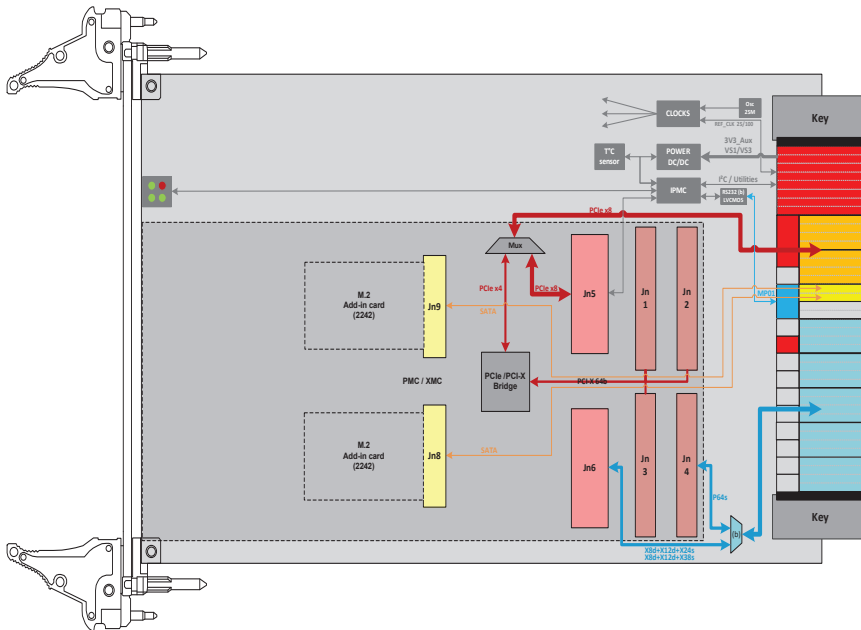 CLOCKS
Osc
25M
REF_CLK 25/100
Key
T°C
sensor
POWER
DC/DC
3V3_Aux
VS1/VS3
IPMC
I²C / Utilities
RS232 (b)
LVCMOS
PCIe x8
Mux
PCIe x4
PCIe x8
M.2
Add-in card
(2242)
Jn9
SATA
Jn5
Jn
1
Jn
2
MP01
PMC / XMC
PCIe /PCI-X
Bridge
PCI-X 64b
M.2
Add-in card
(2242)
Jn8
SATA
Jn6
Jn
3
Jn
4
P64s
(b)
X8d+X12d+X24s
X8d+X12d+X38s
Key